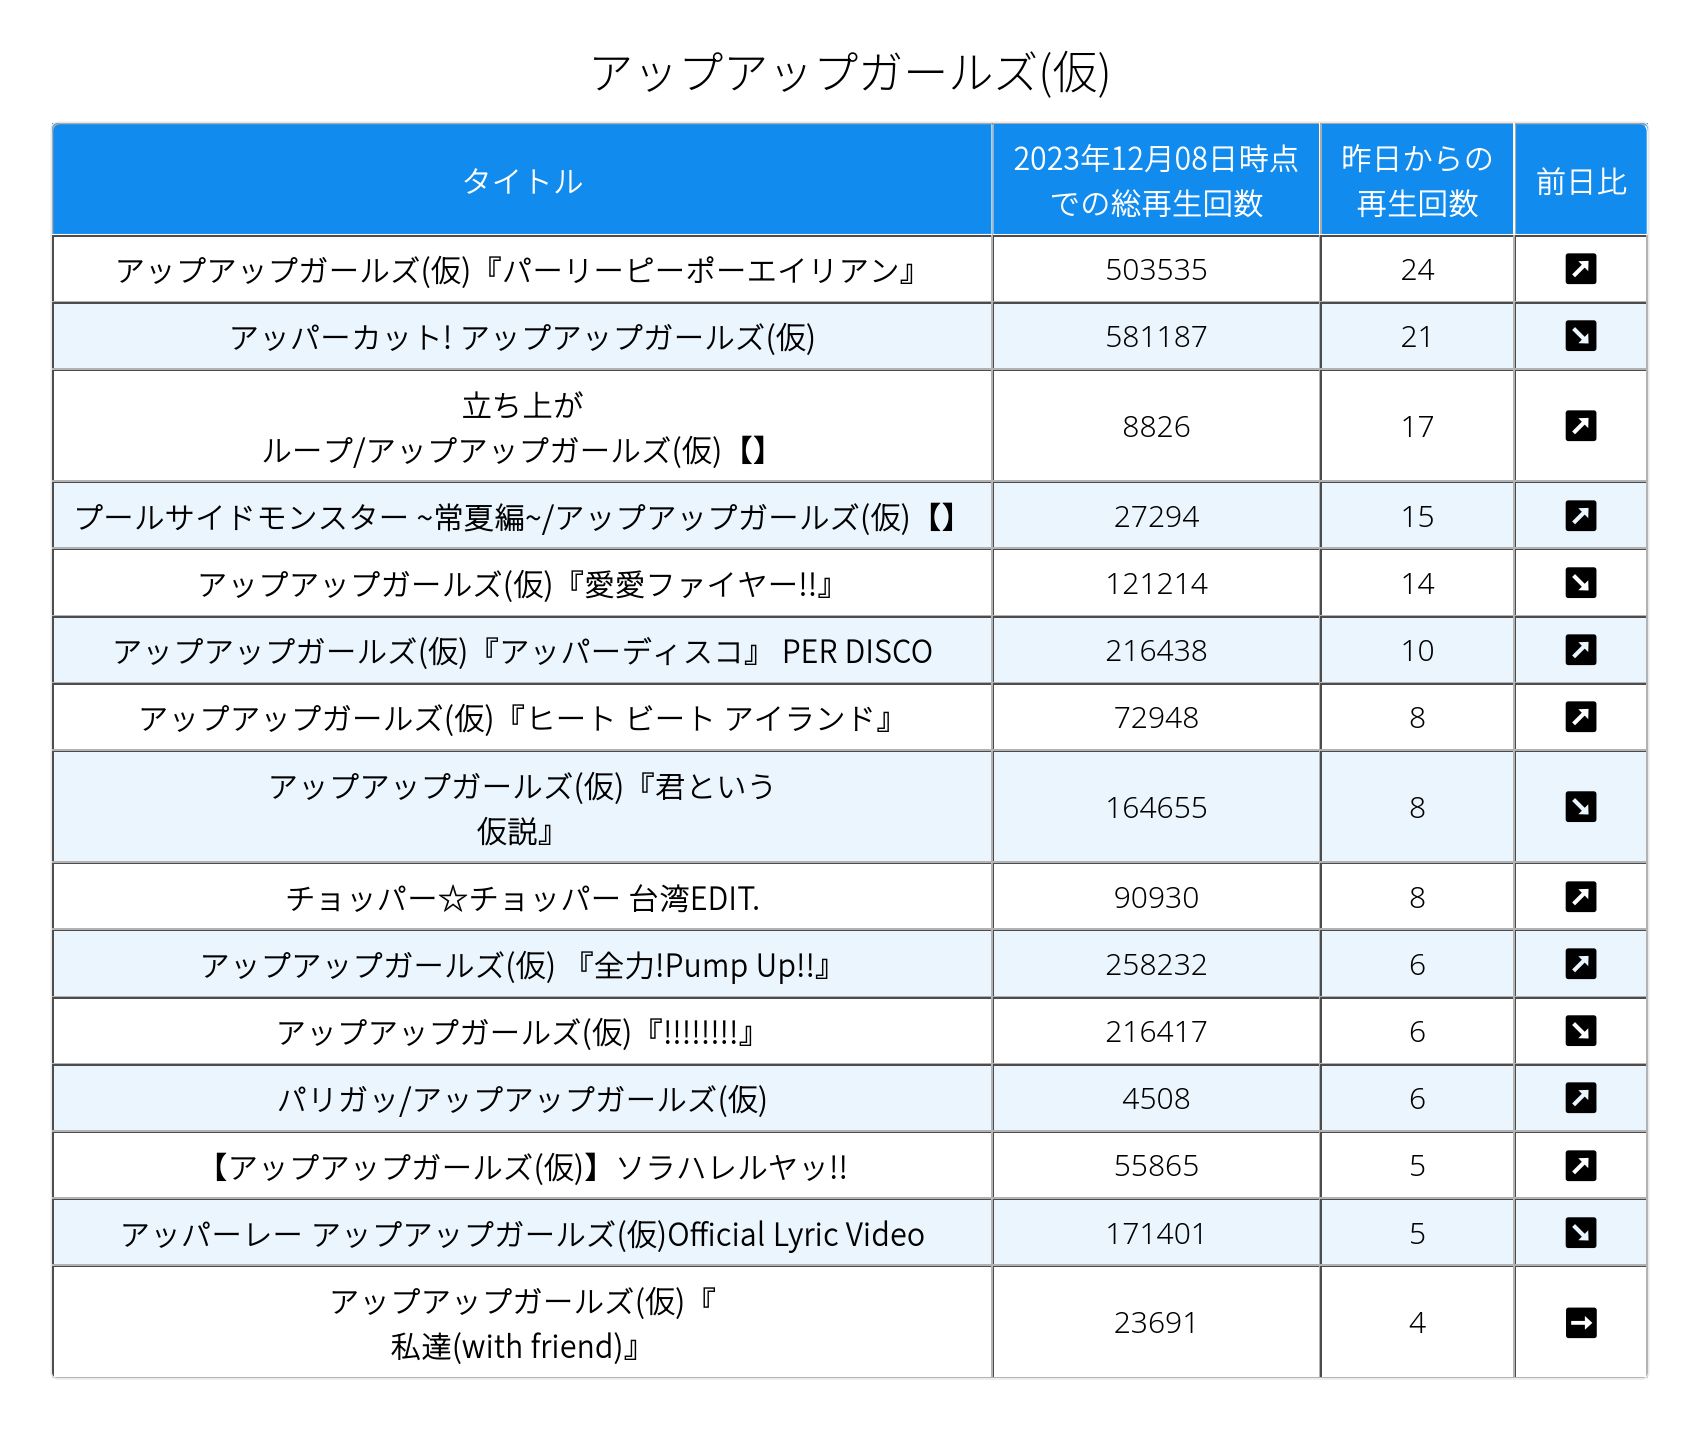 アップアップガールズ(仮)
タイトル
2023年12月08日時点
での総再生回数
昨日からの
再生回数
前日比
アップアップガールズ(仮)『パーリーピーポーエイリアン』
503535
24
アッパーカット! アップアップガールズ(仮)
581187
21
立ち上が
ループ/アップアップガールズ(仮)【】
8826
17
プールサイドモンスター ~常夏編~/アップアップガールズ(仮)【】
27294
15
アップアップガールズ(仮)『愛愛ファイヤー!!』
121214
14
アップアップガールズ(仮)『アッパーディスコ』 PER DISCO
216438
10
アップアップガールズ(仮)『ヒート ビート アイランド』
72948
8
アップアップガールズ(仮)『君という
仮説』
164655
8
チョッパー☆チョッパー 台湾EDIT.
90930
8
アップアップガールズ(仮) 『全力!Pump Up!!』
258232
6
アップアップガールズ(仮)『!!!!!!!!』
216417
6
パリガッ/アップアップガールズ(仮)
4508
6
【アップアップガールズ(仮)】ソラハレルヤッ!!
55865
5
アッパーレー アップアップガールズ(仮)Official Lyric Video
171401
5
アップアップガールズ(仮)『
私達(with friend)』
23691
4